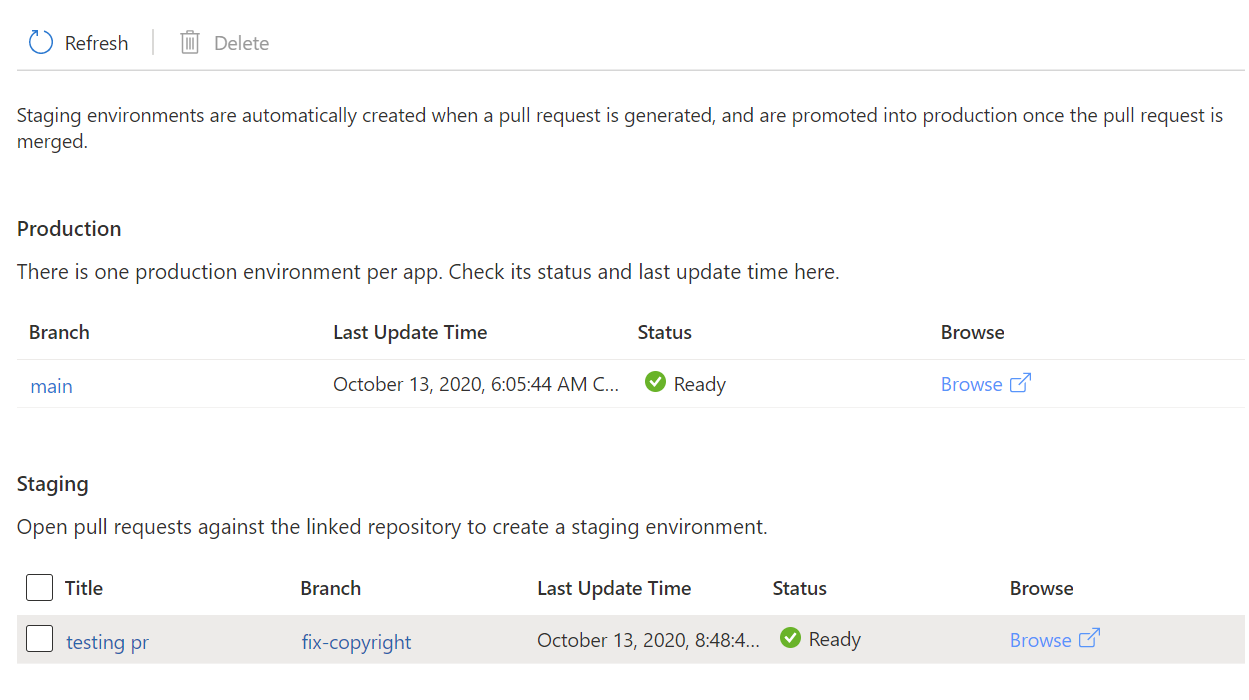 Refresh Delete
Staging environments are automatically created when a pull request is generated, and are promoted into production once the pull request is
merged.
Production
There is one production environment per app. Check its status and last update time here.
Branch Last Update Time Status Browse
main October 13, 2020, 6:05:44 AM C... Ready Browse
Staging
Open pull requests against the linked repository to create a staging environment.
Title Branch Last Update Time Status Browse
testing pr fix-copyright October 13, 2020, 8:48:4... Ready Browse